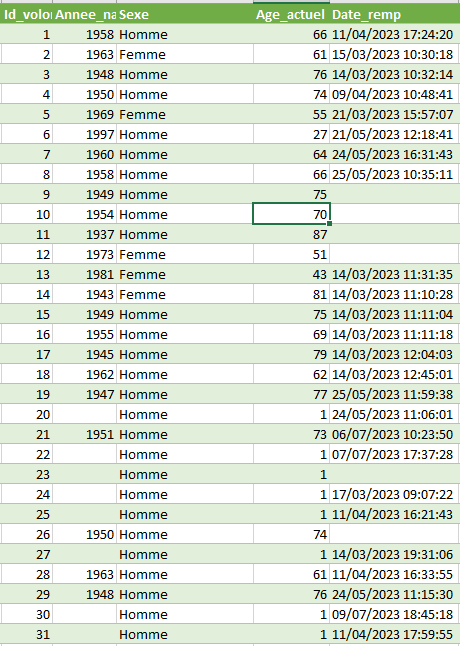 Id_volo Annee_na Sexe Age_actuel Date_remp
1 1958 Homme 66 11/04/2023 17:24:20
2 1963 Femme 61 15/03/2023 10:30:18
3 1948 Homme 76 14/03/2023 10:32:14
4 1950 Homme 74 09/04/2023 10:48:41
5 1969 Femme 55 21/03/2023 15:57:07
6 1997 Homme 27 21/05/2023 12:18:41
7 1960 Homme 64 24/05/2023 16:31:43
8 1958 Homme 66 25/05/2023 10:35:11
9 1949 Homme 75
10 1954 Homme 70
11 1937 Homme 87
12 1973 Femme 51
13 1981 Femme 43 14/03/2023 11:31:35
14 1943 Femme 81 14/03/2023 11:10:28
15 1949 Homme 75 14/03/2023 11:11:04
16 1955 Homme 69 14/03/2023 11:11:18
17 1945 Homme 79 14/03/2023 12:04:03
18 1962 Homme 62 14/03/2023 12:45:01
19 1947 Homme 77 25/05/2023 11:59:38
20 Homme 1 24/05/2023 11:06:01
21 1951 Homme 73 06/07/2023 10:23:50
22 Homme 1 07/07/2023 17:37:28
23 Homme 1
24 Homme 1 17/03/2023 09:07:22
25 Homme 1 11/04/2023 16:21:43
26 1950 Homme 74
27 Homme 1 14/03/2023 19:31:06
28 1963 Homme 61 11/04/2023 16:33:55
29 1948 Homme 76 24/05/2023 11:15:30
30 Homme 1 09/07/2023 18:45:18
31 Homme 1 11/04/2023 17:59:55